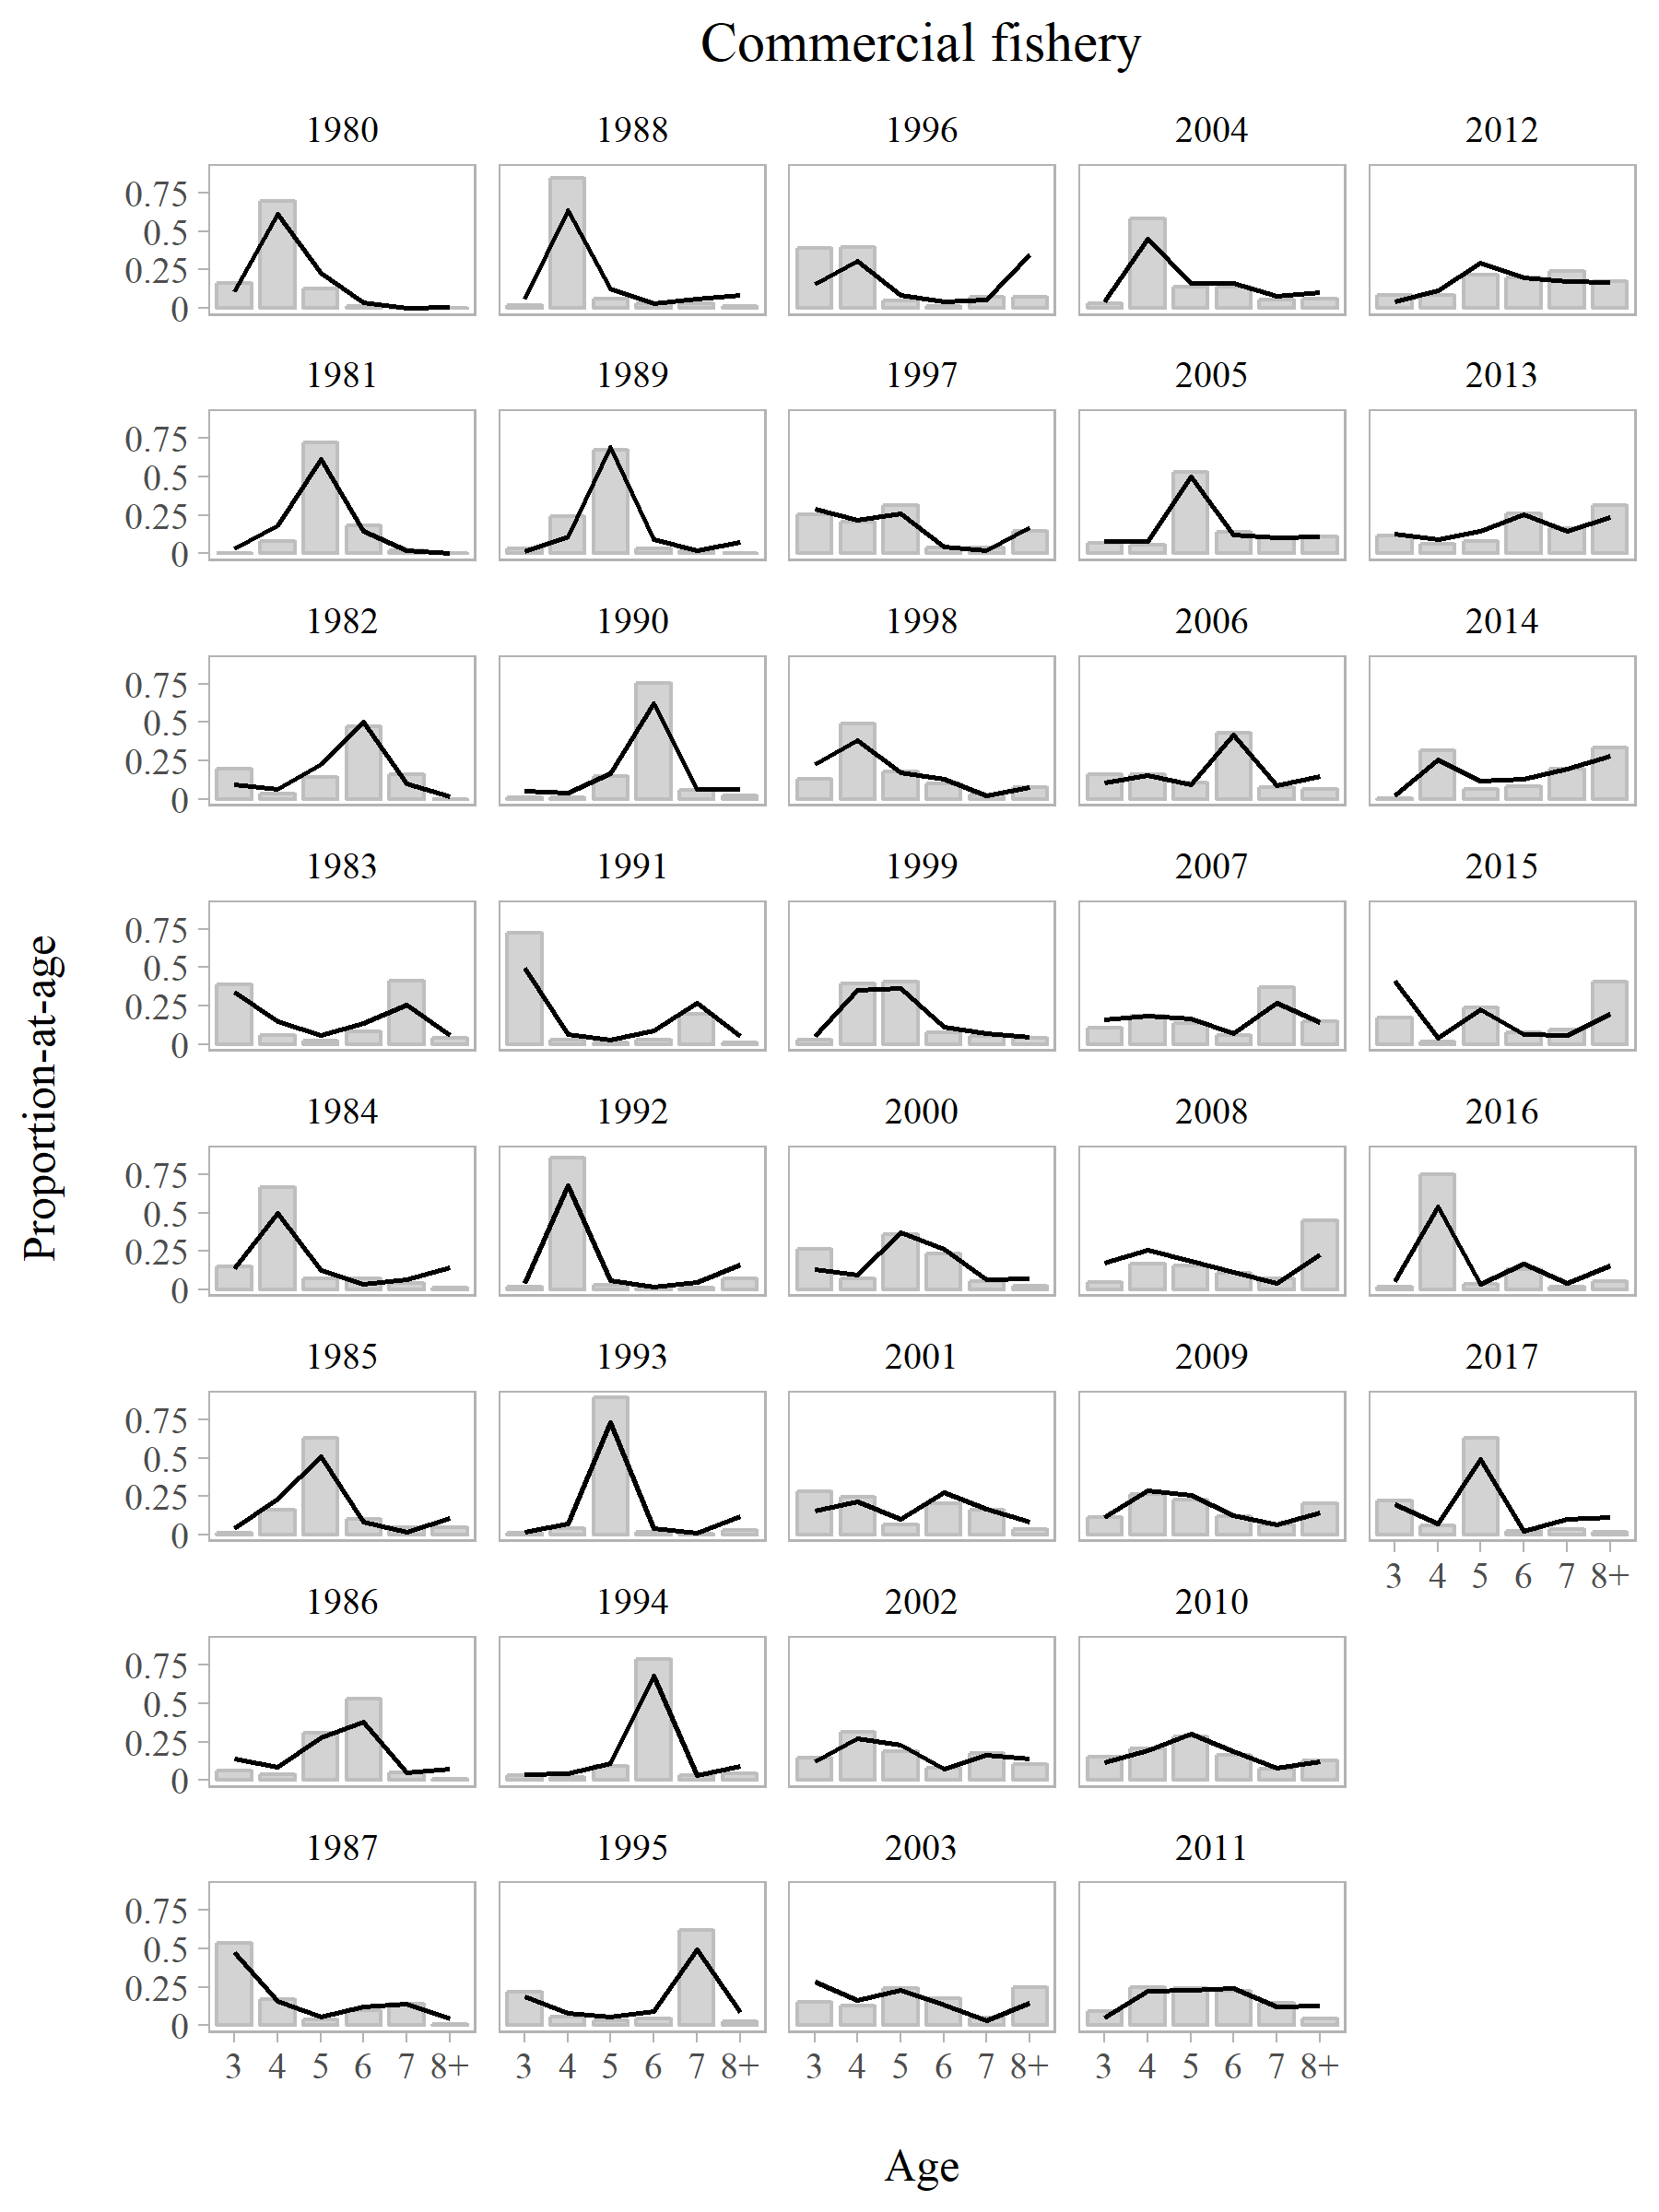 Commercial fishery
1980 1988 1996 2004 2012
0.75
0.5
0.25
0
1981 1989 1997 2005 2013
0.75
0.5
0.25
0
1982 1990 1998 2006 2014
0.75
0.5
0.25
0
1983 1991 1999 2007 2015
0.75
0.5
0.25
0
Proportion-at-age
1984 1992 2000 2008 2016
0.75
0.5
0.25
0
1985 1993 2001 2009 2017
0.75
0.5
0.25
0
3 4 5 6 7 8+
1986 1994 2002 2010
0.75
0.5
0.25
0
1987 1995 2003 2011
0.75
0.5
0.25
0
3 4 5 6 7 8+ 3 4 5 6 7 8+ 3 4 5 6 7 8+ 3 4 5 6 7 8+
Age